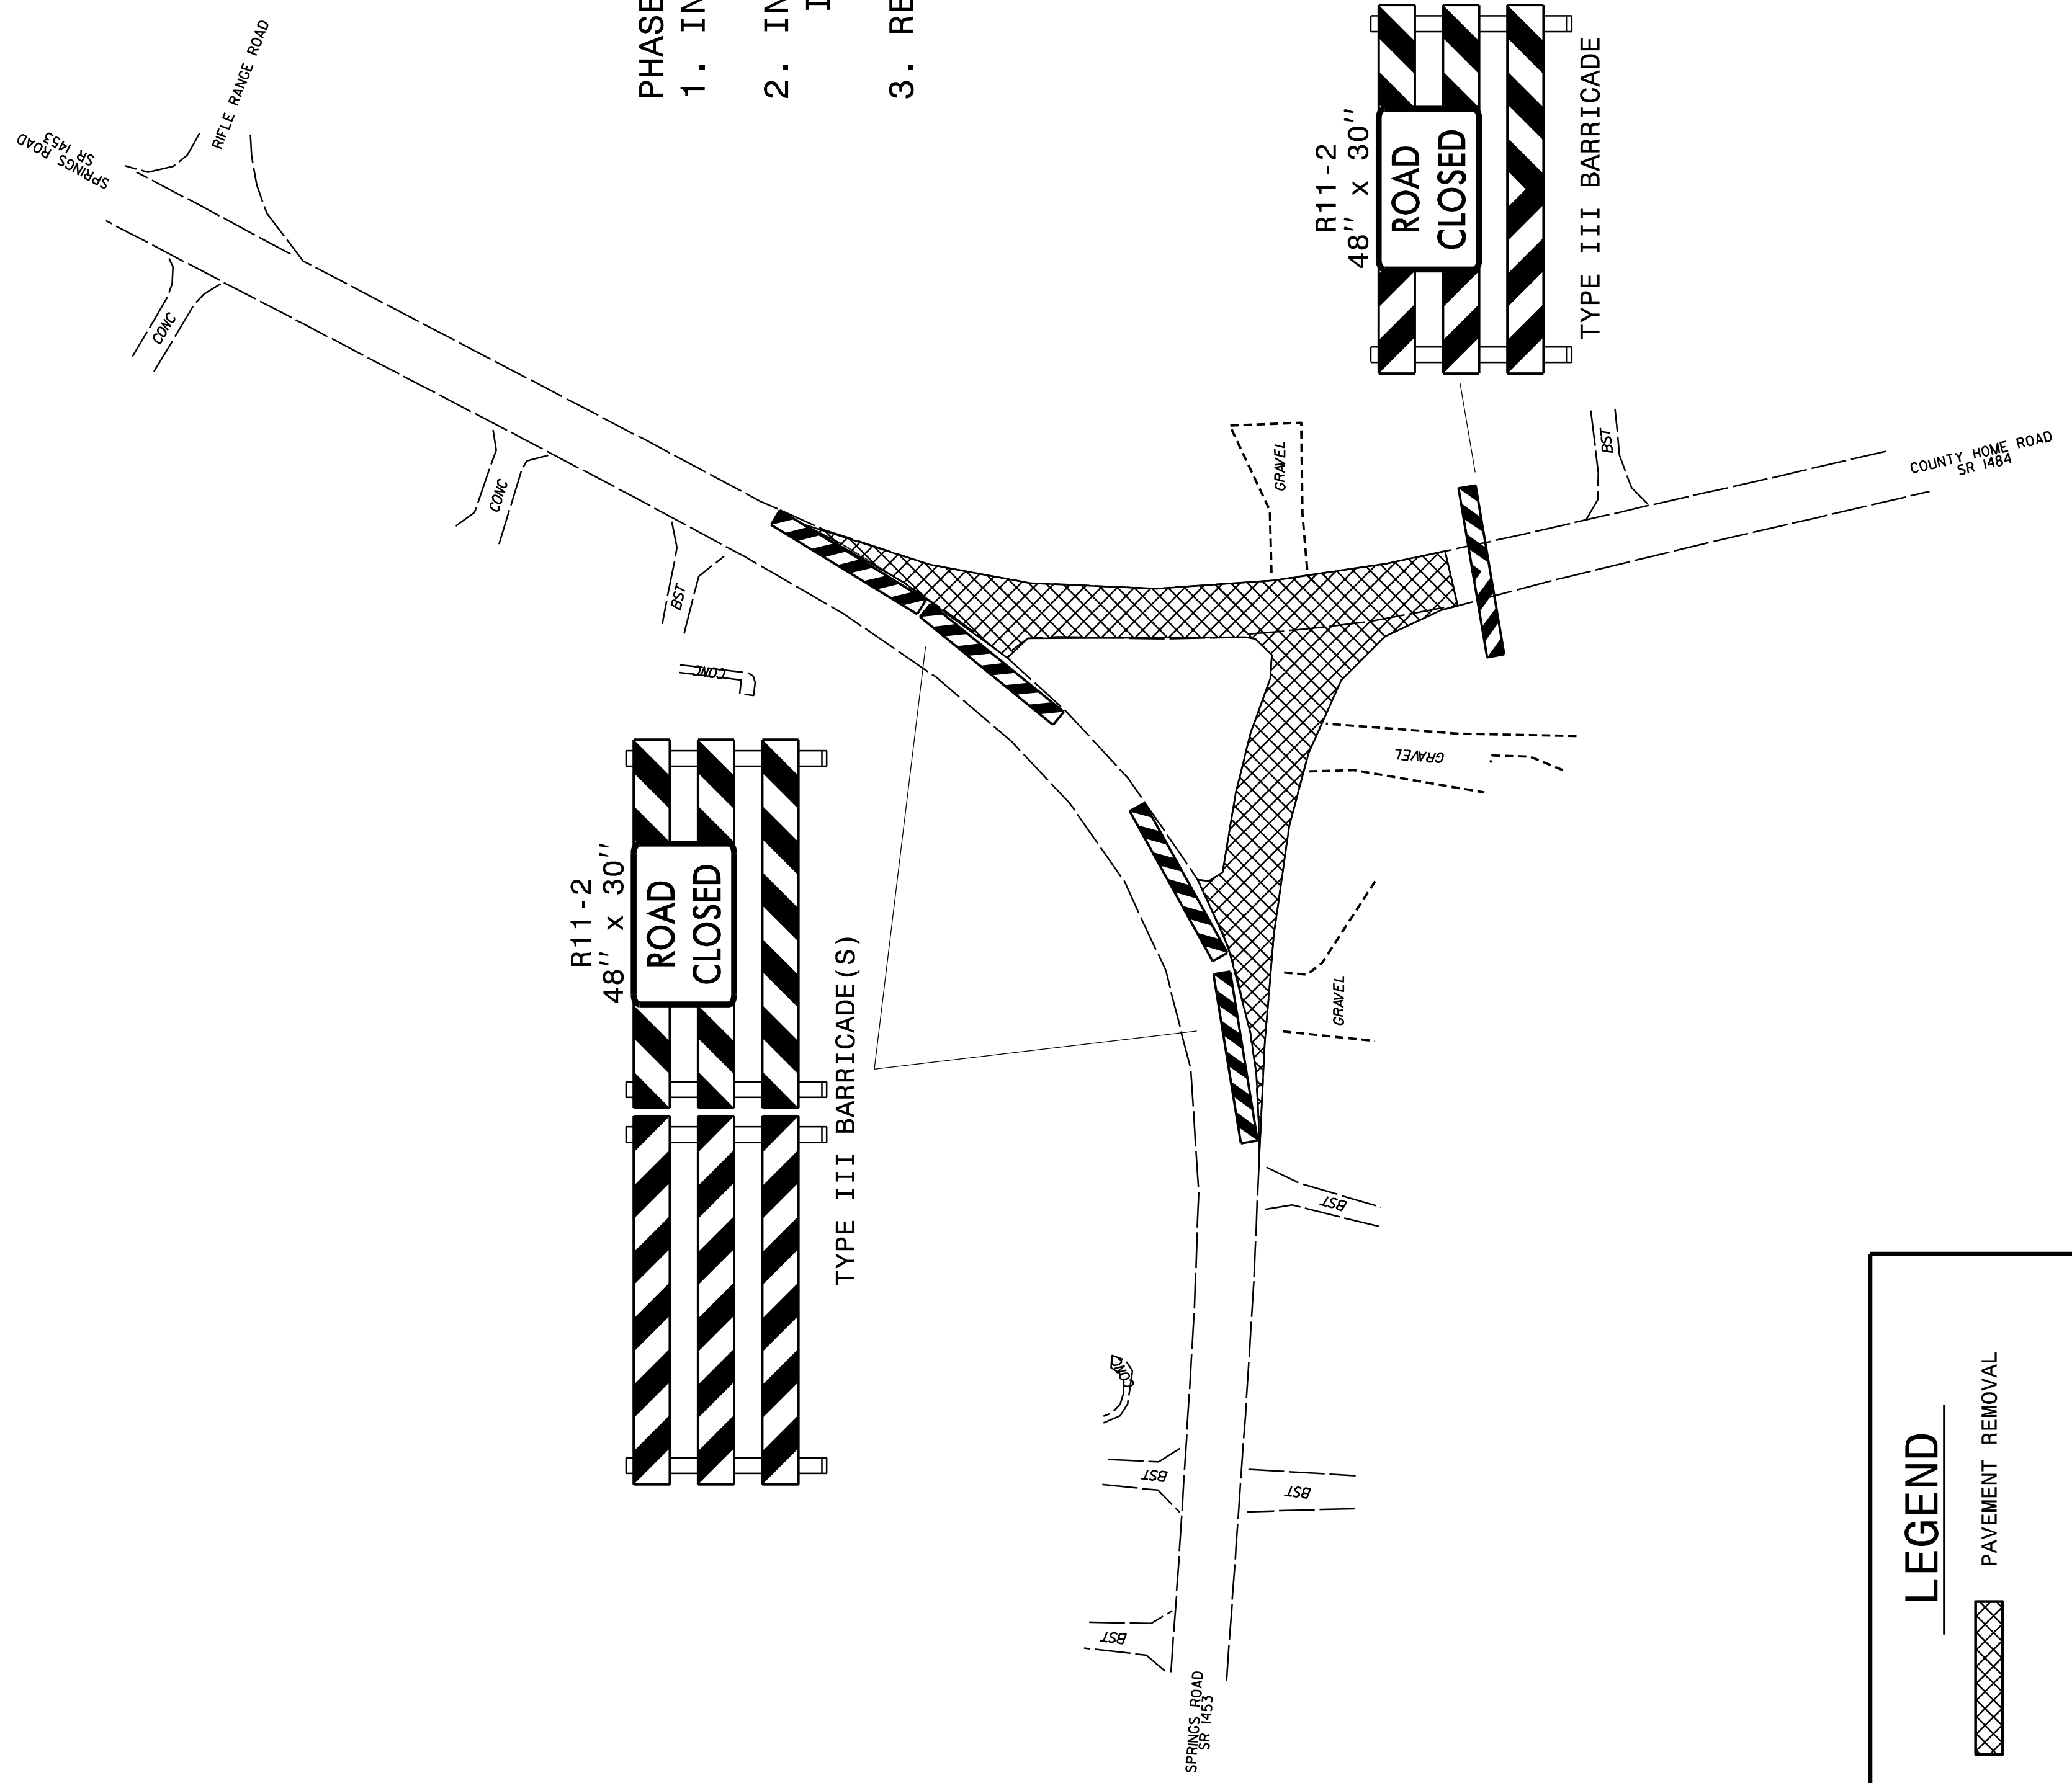 SPRINGS ROAD
SR 1453
RIFLE RANGE ROAD
PHASE
1. IN
2. IN
I
3. RE
R11-2
48'' x 30''
ROAD
CLOSED
TYPE III BARRICADE
CONC
CONC
BST
CONC
GRAVEL
BST
COUNTY HOME ROAD
SR 1484
GRAVEL
GRAVEL
R11-2
48'' x 30''
ROAD
CLOSED
TYPE III BARRICADE(S)
BST
CONC
BST
BST
BST
SPRINGS ROAD
SR 1453
LEGEND
PAVEMENT REMOVAL